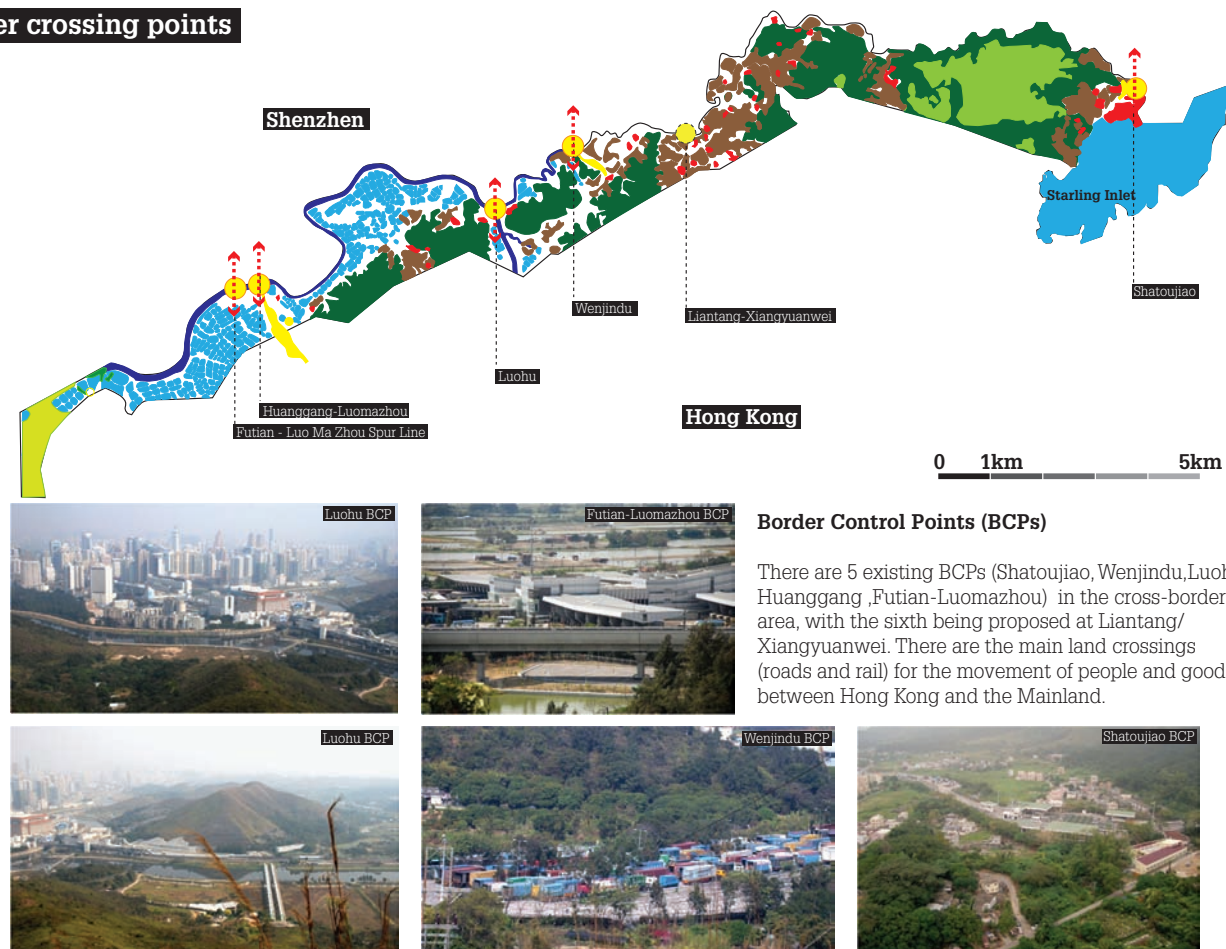 er crossing points
Shenzhen
Starling Inlet
Wenjindu
Liantang-Xiangyuanwei
Shatoujiao
Luohu
Huanggang-Luomazhou
Futian - Luo Ma Zhou Spur Line
Hong Kong
0 1km 5km
Luohu BCP
Futian-Luomazhou BCP
Border Control Points (BCPs)
There are 5 existing BCPs (Shatoujiao, Wenjindu,Luoh
Huanggang ,Futian-Luomazhou) in the cross-border
area, with the sixth being proposed at Liantang/
Xiangyuanwei. There are the main land crossings
(roads and rail) for the movement of people and good
between Hong Kong and the Mainland.
Luohu BCP
Wenjindu BCP
Shatoujiao BCP